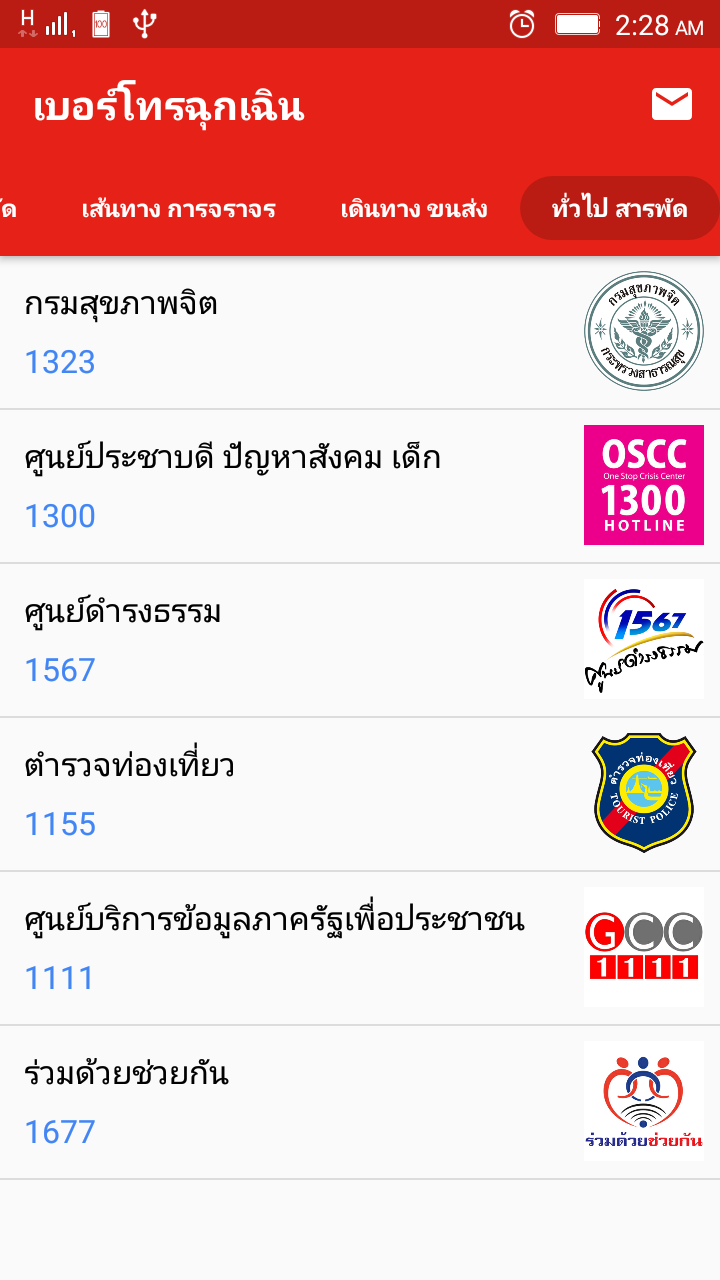 H 1 100 2:28 AM
เบอร์โทรฉุกเฉิน
เส้นทาง การจราจร เดินทาง ขนส่ง ทั่วไป สารพัด
กรมสุขภาพจิต
1323
กรมสุขภาพจิต
กระทรวงสาธารณสุข
ศูนย์ประชาบดี ปัญหาสังคม เด็ก
1300
OSCC
One Stop Crisis Center
1300
HOTLINE
ศูนย์ดำรงธรรม
1567
1567
ศูนย์ดำรงธรรม
ตำรวจท่องเที่ยว
1155
ตำรวจท่องเที่ยว
TOURIST POLICE
ศูนย์บริการข้อมูลภาครัฐเพื่อประชาชน
1111
GCC
1111
ร่วมด้วยช่วยกัน
1677
ร่วมด้วยช่วยกัน